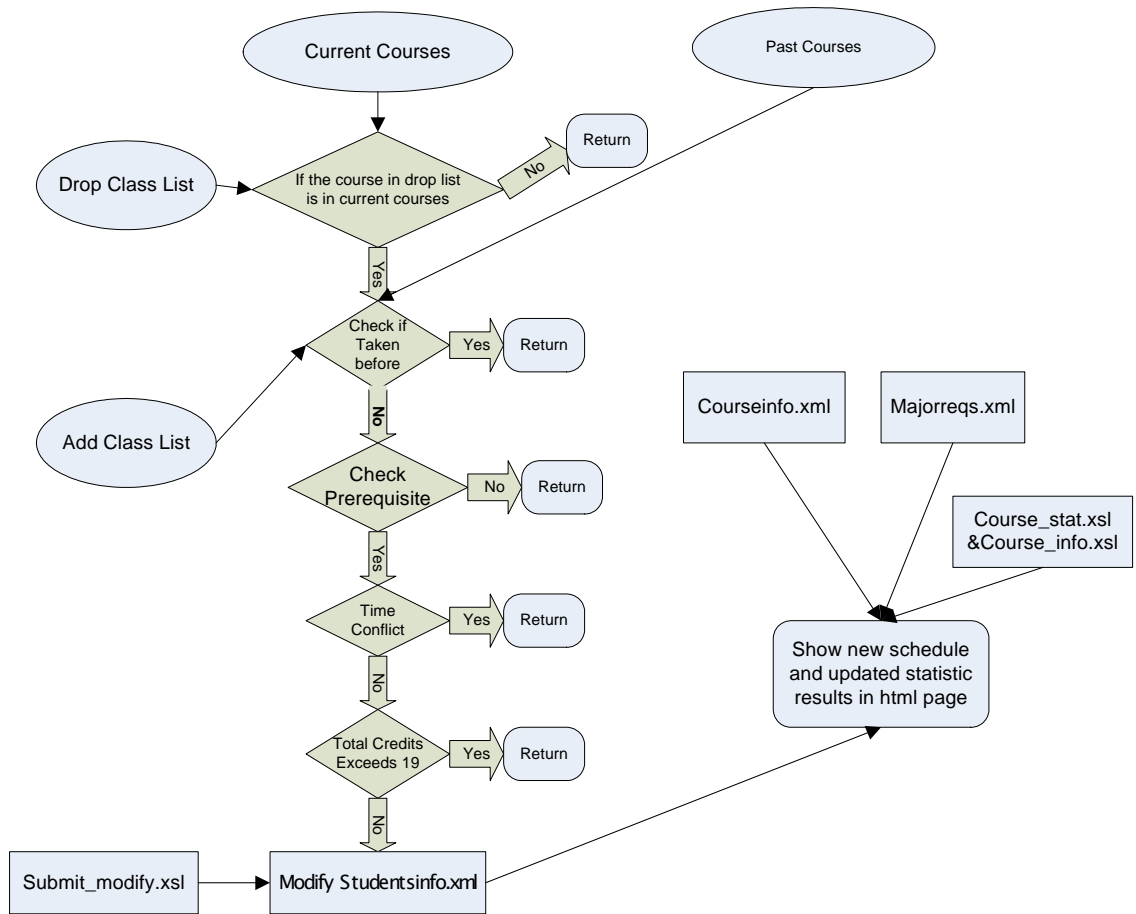 Current Courses
Past Courses
Return
No
Drop Class List
If the course in drop list
is in current courses
Yes
Check if
Taken
before
Yes
Return
Add Class List
No
Check
Prerequisite
No
Return
Yes
Time
Conflict
Yes
Return
No
Total Credits
Exceeds 19
Yes
Return
No
Submit_modify.xsl
Modify Studentsinfo.xml
Courseinfo.xml
Majorreqs.xml
Course_stat.xsl
&Course_info.xsl
Show new schedule
and updated statistic
results in html page